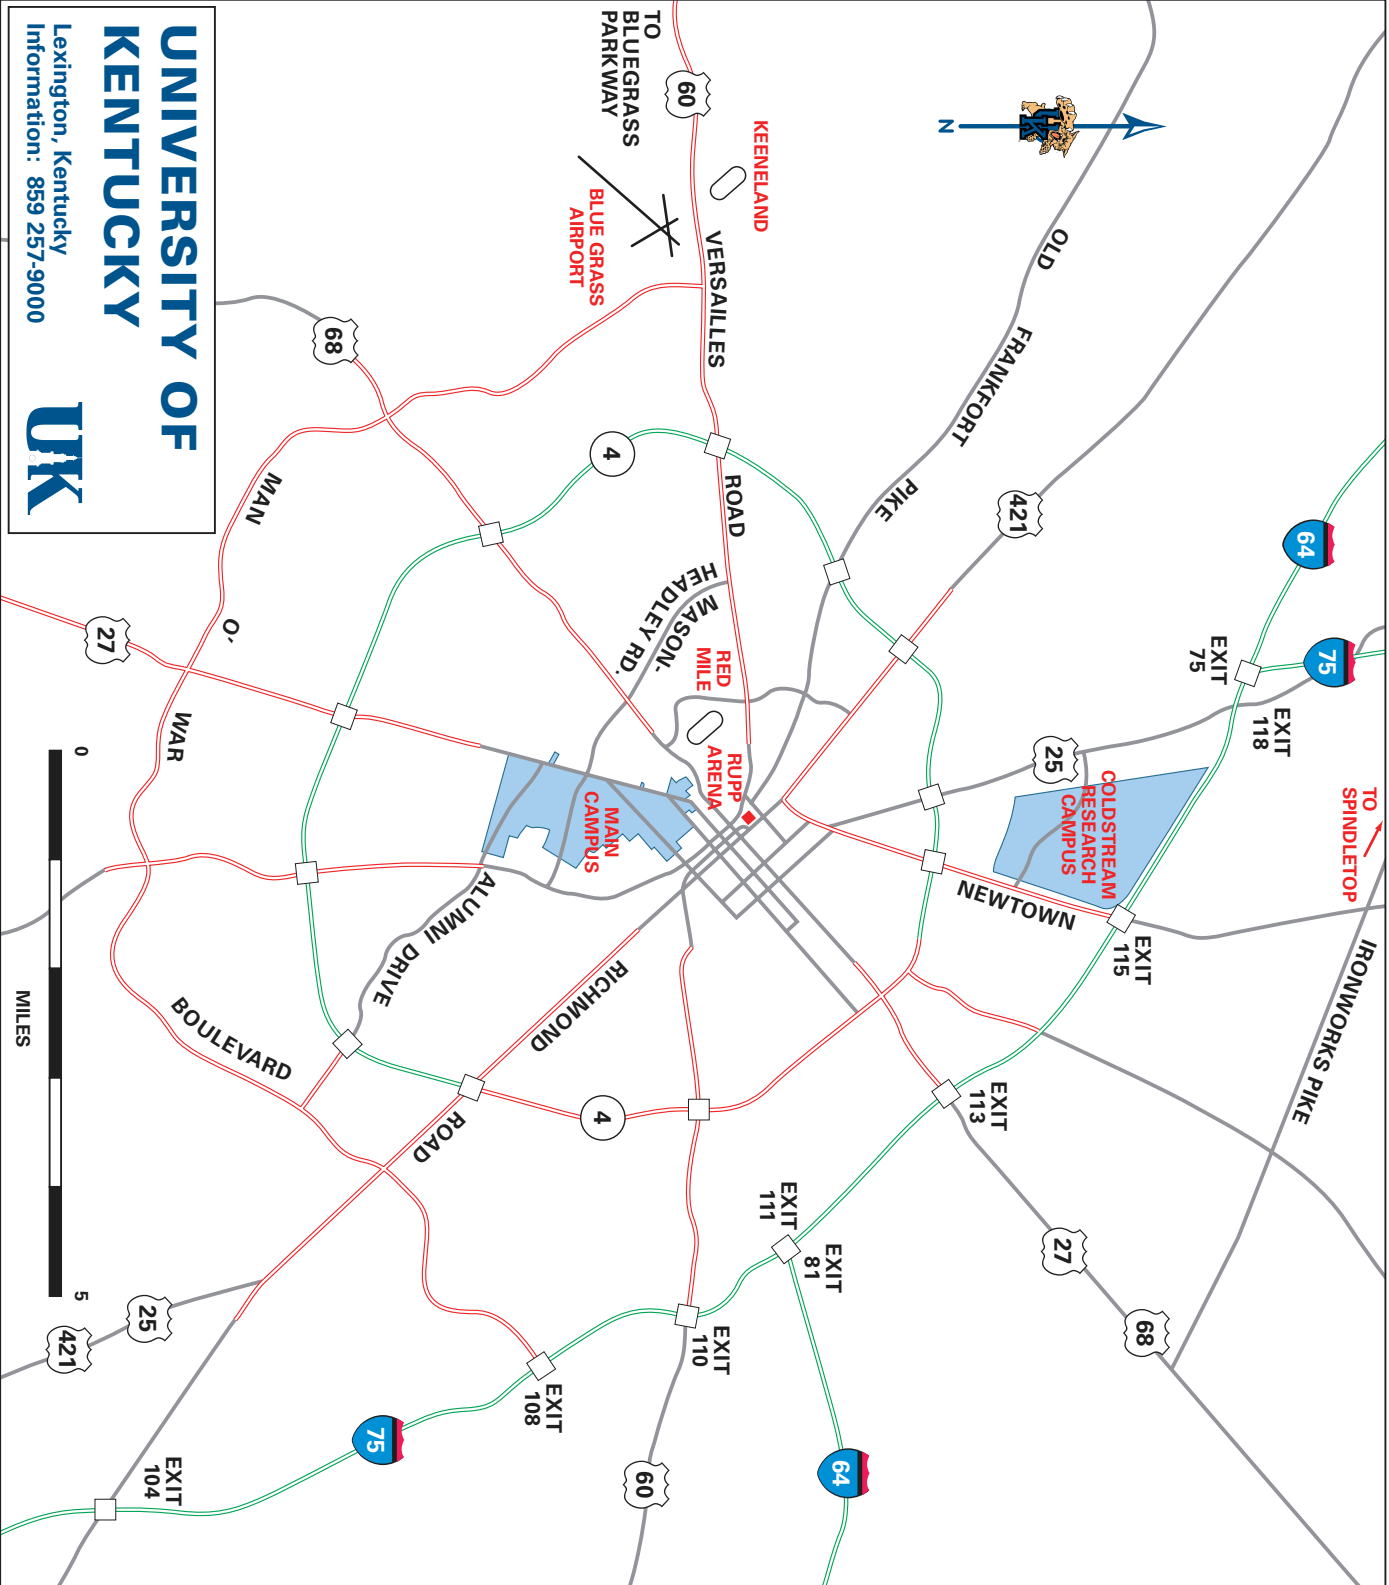 UNIVERSITY OF
KENTUCKY
Lexington, Kentucky
Information: 859 257-9000
UK
TO
BLUEGRASS
PARKWAY
60
KEENELAND
BLUE GRASS
AIRPORT
VERSAILLES
ROAD
N
UK
OLD
FRANKFORT
PIKE
421
64
75
EXIT
75
EXIT
118
25
TO
SPINDLETOP
COLDSTREAM
RESEARCH
CAMPUS
NEWTOWN
EXIT
115
IRONWORKS PIKE
68
4
MAN
O'
WAR
BOULEVARD
27
MASON-
HEADLEY RD.
RED
MILE
RUPP
ARENA
MAIN
CAMPUS
ALUMNI DRIVE
RICHMOND
ROAD
4
EXIT
113
27
68
EXIT
111
EXIT
81
EXIT
110
EXIT
108
64
60
75
EXIT
104
25
421
0
5
MILES